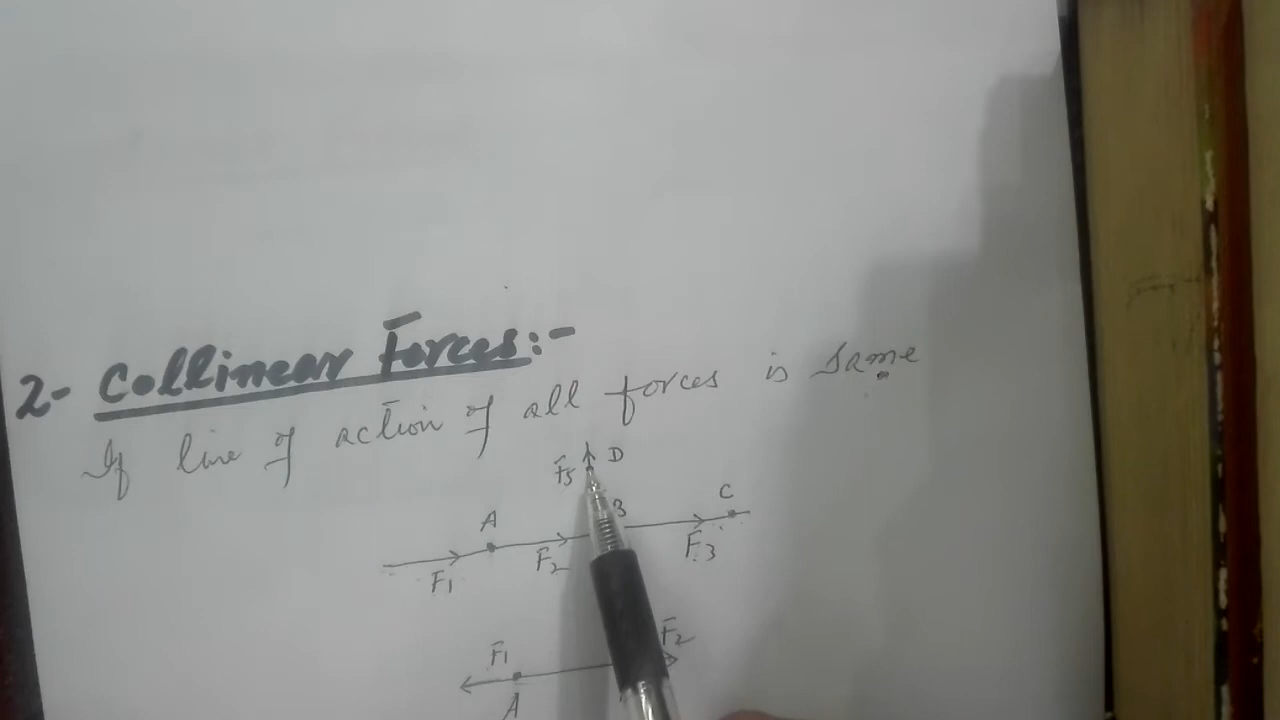 2- Collinear Forces:-
If line of action of all forces is same
F5 D
A B C
F1 F2 F3
F1 F2
A